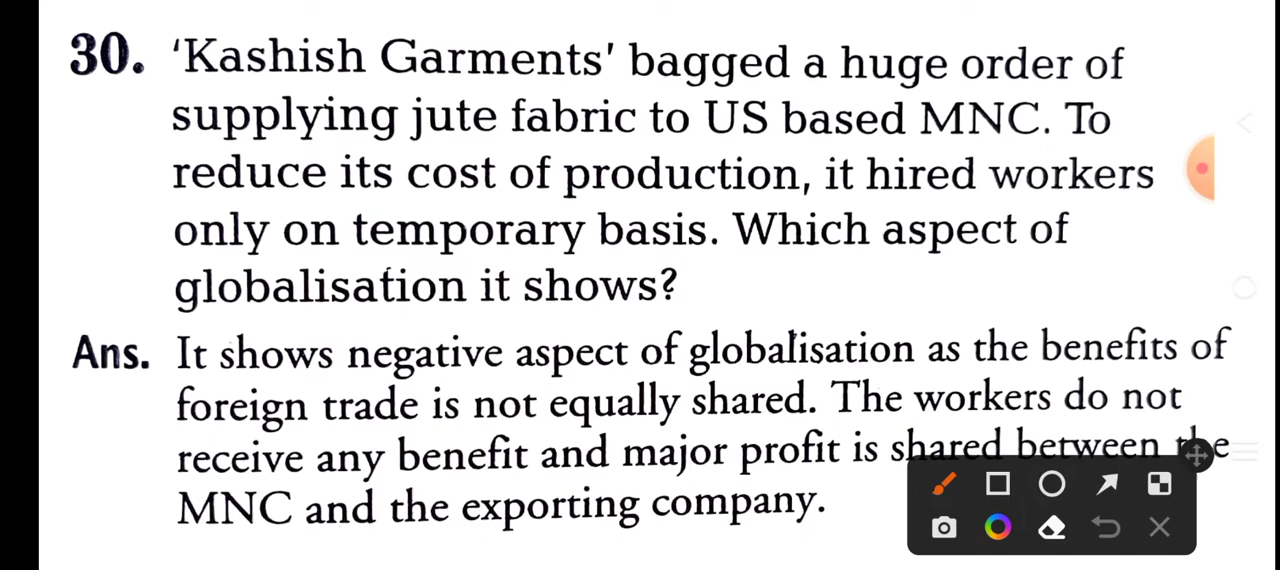 30. 'Kashish Garments' bagged a huge order of
supplying jute fabric to US based MNC. To
reduce its cost of production, it hired workers
only on temporary basis. Which aspect of
globalisation it shows?
Ans. It shows negative aspect of globalisation as the benefits of
foreign trade is not equally shared. The workers do not
receive any benefit and major profit is shared between the
MNC and the exporting company.